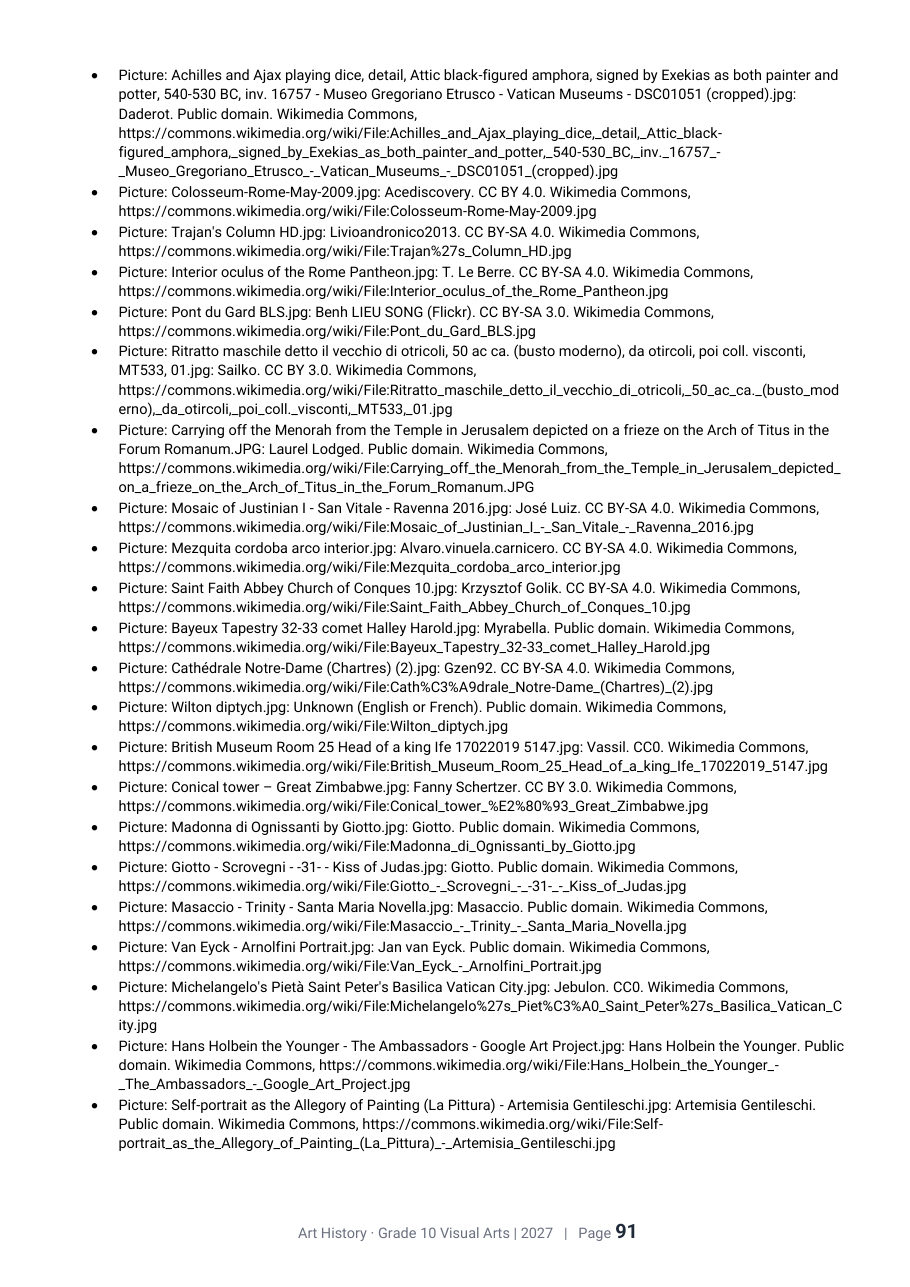 • Picture: Achilles and Ajax playing dice, detail, Attic black-figured amphora, signed by Exekias as both painter and
potter, 540-530 BC, inv. 16757 - Museo Gregoriano Etrusco - Vatican Museums - DSC01051 (cropped).jpg:
Daderot. Public domain. Wikimedia Commons,
https://commons.wikimedia.org/wiki/File:Achilles_and_Ajax_playing_dice,_detail,_Attic_black-
figured_amphora,_signed_by_Exekias_as_both_painter_and_potter,_540-530_BC,_inv._16757_-
_Museo_Gregoriano_Etrusco_-_Vatican_Museums_-_DSC01051_(cropped).jpg
• Picture: Colosseum-Rome-May-2009.jpg: Acediscovery. CC BY 4.0. Wikimedia Commons,
https://commons.wikimedia.org/wiki/File:Colosseum-Rome-May-2009.jpg
• Picture: Trajan's Column HD.jpg: Livioandronico2013. CC BY-SA 4.0. Wikimedia Commons,
https://commons.wikimedia.org/wiki/File:Trajan%27s_Column_HD.jpg
• Picture: Interior oculus of the Rome Pantheon.jpg: T. Le Berre. CC BY-SA 4.0. Wikimedia Commons,
https://commons.wikimedia.org/wiki/File:Interior_oculus_of_the_Rome_Pantheon.jpg
• Picture: Pont du Gard BLS.jpg: Benh LIEU SONG (Flickr). CC BY-SA 3.0. Wikimedia Commons,
https://commons.wikimedia.org/wiki/File:Pont_du_Gard_BLS.jpg
• Picture: Ritratto maschile detto il vecchio di otricoli, 50 ac ca. (busto moderno), da otircoli, poi coll. visconti,
MT533, 01.jpg: Sailko. CC BY 3.0. Wikimedia Commons,
https://commons.wikimedia.org/wiki/File:Ritratto_maschile_detto_il_vecchio_di_otricoli,_50_ac_ca._(busto_mod
erno),_da_otircoli,_poi_coll._visconti,_MT533,_01.jpg
• Picture: Carrying off the Menorah from the Temple in Jerusalem depicted on a frieze on the Arch of Titus in the
Forum Romanum.JPG: Laurel Lodged. Public domain. Wikimedia Commons,
https://commons.wikimedia.org/wiki/File:Carrying_off_the_Menorah_from_the_Temple_in_Jerusalem_depicted_
on_a_frieze_on_the_Arch_of_Titus_in_the_Forum_Romanum.JPG
• Picture: Mosaic of Justinian I - San Vitale - Ravenna 2016.jpg: José Luiz. CC BY-SA 4.0. Wikimedia Commons,
https://commons.wikimedia.org/wiki/File:Mosaic_of_Justinian_I_-_San_Vitale_-_Ravenna_2016.jpg
• Picture: Mezquita cordoba arco interior.jpg: Alvaro.vinuela.carnicero. CC BY-SA 4.0. Wikimedia Commons,
https://commons.wikimedia.org/wiki/File:Mezquita_cordoba_arco_interior.jpg
• Picture: Saint Faith Abbey Church of Conques 10.jpg: Krzysztof Golik. CC BY-SA 4.0. Wikimedia Commons,
https://commons.wikimedia.org/wiki/File:Saint_Faith_Abbey_Church_of_Conques_10.jpg
• Picture: Bayeux Tapestry 32-33 comet Halley Harold.jpg: Myrabella. Public domain. Wikimedia Commons,
https://commons.wikimedia.org/wiki/File:Bayeux_Tapestry_32-33_comet_Halley_Harold.jpg
• Picture: Cathédrale Notre-Dame (Chartres) (2).jpg: Gzen92. CC BY-SA 4.0. Wikimedia Commons,
https://commons.wikimedia.org/wiki/File:Cath%C3%A9drale_Notre-Dame_(Chartres)_(2).jpg
• Picture: Wilton diptych.jpg: Unknown (English or French). Public domain. Wikimedia Commons,
https://commons.wikimedia.org/wiki/File:Wilton_diptych.jpg
• Picture: British Museum Room 25 Head of a king Ife 17022019 5147.jpg: Vassil. CC0. Wikimedia Commons,
https://commons.wikimedia.org/wiki/File:British_Museum_Room_25_Head_of_a_king_Ife_17022019_5147.jpg
• Picture: Conical tower – Great Zimbabwe.jpg: Fanny Schertzer. CC BY 3.0. Wikimedia Commons,
https://commons.wikimedia.org/wiki/File:Conical_tower_%E2%80%93_Great_Zimbabwe.jpg
• Picture: Madonna di Ognissanti by Giotto.jpg: Giotto. Public domain. Wikimedia Commons,
https://commons.wikimedia.org/wiki/File:Madonna_di_Ognissanti_by_Giotto.jpg
• Picture: Giotto - Scrovegni - -31- - Kiss of Judas.jpg: Giotto. Public domain. Wikimedia Commons,
https://commons.wikimedia.org/wiki/File:Giotto_-_Scrovegni_-_-31-_-_Kiss_of_Judas.jpg
• Picture: Masaccio - Trinity - Santa Maria Novella.jpg: Masaccio. Public domain. Wikimedia Commons,
https://commons.wikimedia.org/wiki/File:Masaccio_-_Trinity_-_Santa_Maria_Novella.jpg
• Picture: Van Eyck - Arnolfini Portrait.jpg: Jan van Eyck. Public domain. Wikimedia Commons,
https://commons.wikimedia.org/wiki/File:Van_Eyck_-_Arnolfini_Portrait.jpg
• Picture: Michelangelo's Pietà Saint Peter's Basilica Vatican City.jpg: Jebulon. CC0. Wikimedia Commons,
https://commons.wikimedia.org/wiki/File:Michelangelo%27s_Piet%C3%A0_Saint_Peter%27s_Basilica_Vatican_C
ity.jpg
• Picture: Hans Holbein the Younger - The Ambassadors - Google Art Project.jpg: Hans Holbein the Younger. Public
domain. Wikimedia Commons, https://commons.wikimedia.org/wiki/File:Hans_Holbein_the_Younger_-
_The_Ambassadors_-_Google_Art_Project.jpg
• Picture: Self-portrait as the Allegory of Painting (La Pittura) - Artemisia Gentileschi.jpg: Artemisia Gentileschi.
Public domain. Wikimedia Commons, https://commons.wikimedia.org/wiki/File:Self-
portrait_as_the_Allegory_of_Painting_(La_Pittura)_-_Artemisia_Gentileschi.jpg
Art History · Grade 10 Visual Arts | 2027 | Page 91